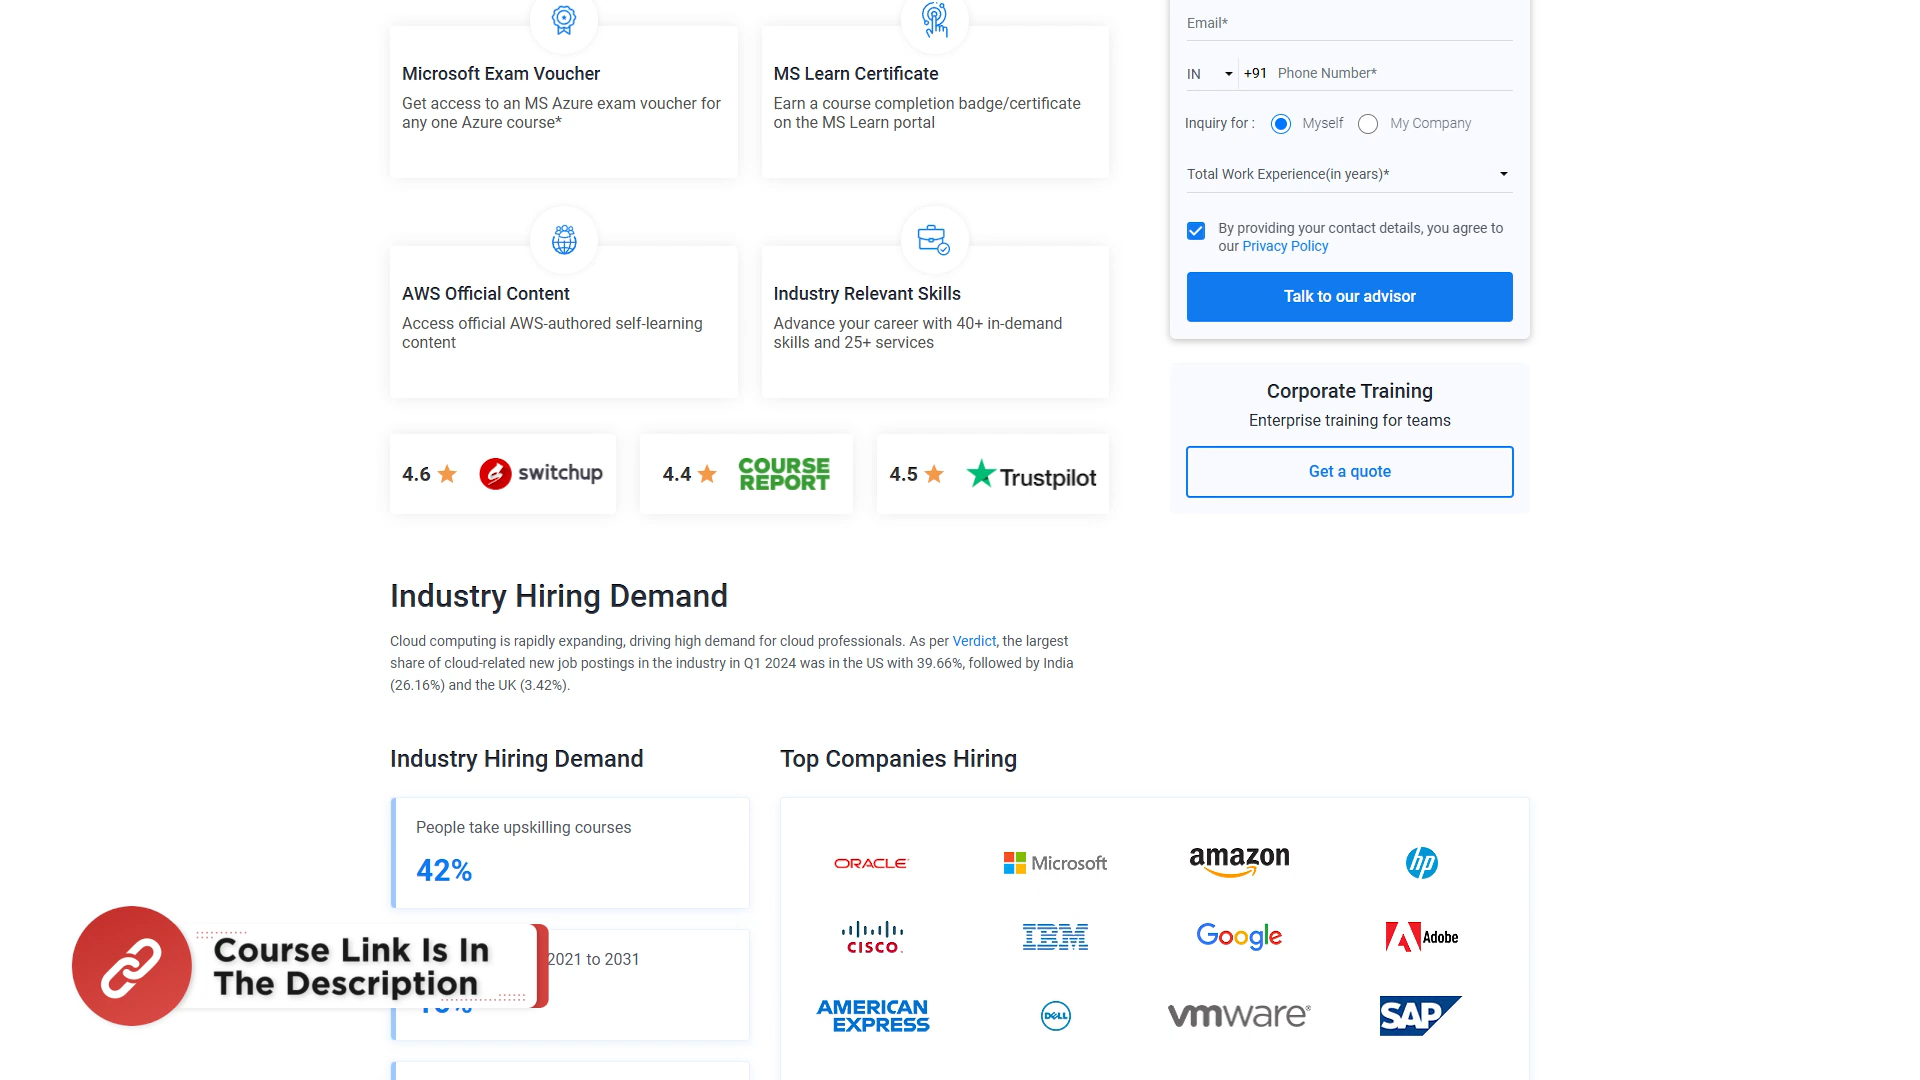 Microsoft Exam Voucher
Get access to an MS Azure exam voucher for
any one Azure course*
MS Learn Certificate
Earn a course completion badge/certificate
on the MS Learn portal
AWS Official Content
Access official AWS-authored self-learning
content
Industry Relevant Skills
Advance your career with 40+ in-demand
skills and 25+ services
4.6 switchup
4.4 COURSE
REPORT
4.5 Trustpilot
Email*
IN +91 Phone Number*
Inquiry for : Myself My Company
Total Work Experience(in years)*
By providing your contact details, you agree to
our Privacy Policy
Talk to our advisor
Corporate Training
Enterprise training for teams
Get a quote
Industry Hiring Demand
Cloud computing is rapidly expanding, driving high demand for cloud professionals. As per Verdict, the largest
share of cloud-related new job postings in the industry in Q1 2024 was in the US with 39.66%, followed by India
(26.16%) and the UK (3.42%).
Industry Hiring Demand
People take upskilling courses
42%
2021 to 2031
Top Companies Hiring
ORACLE Microsoft amazon hp
CISCO IBM Google Adobe
AMERICAN
EXPRESS
DELL vmware SAP
Course Link Is In
The Description